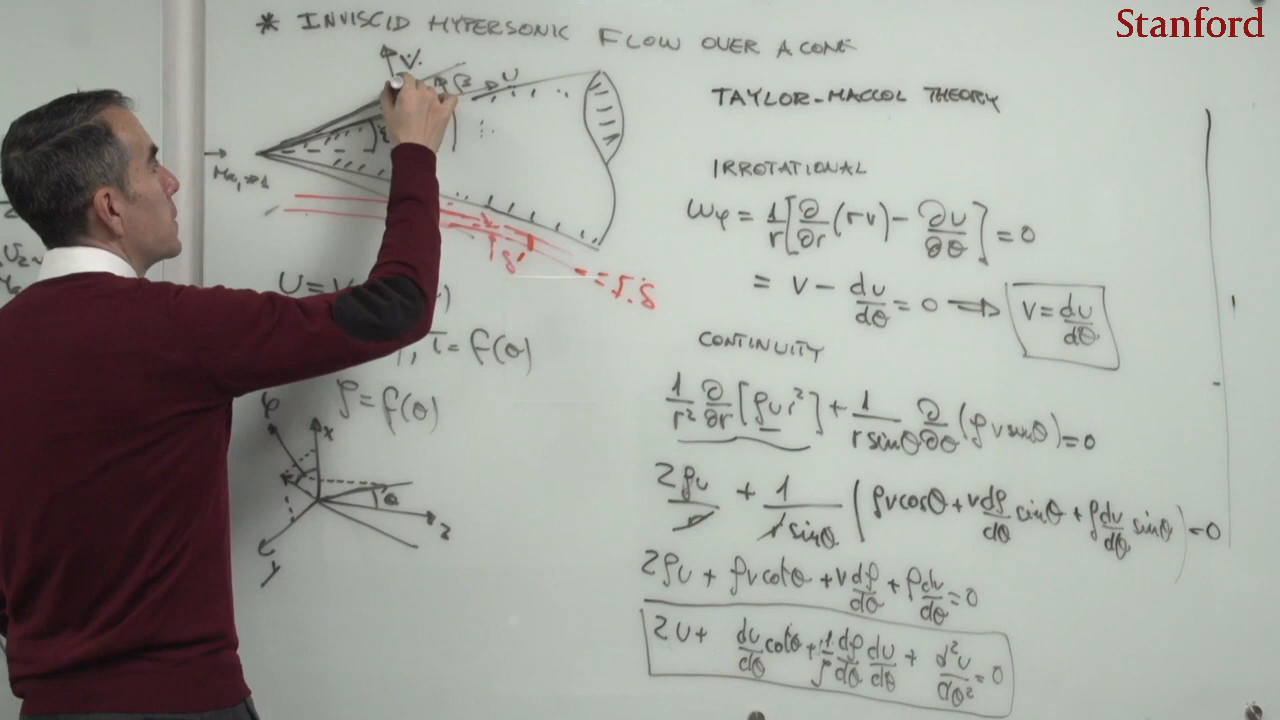 Stanford
* INVISCID HYPERSONIC FLOW OVER A CONE
TAYLOR-MACCOL THEORY
V
β
U
Ma₁
δ'
IRROTATIONAL
ωφ = 1/r [∂/∂r (rv) − ∂u/∂θ] = 0
= v − du/dθ = 0 ⟹ v = du/dθ
U =
, T = f(θ)
ρ = f(θ)
CONTINUITY
1/r² ∂/∂r [ρur²] + 1/(r sinθ) ∂/∂θ (ρ v sinθ) = 0
2ρu/r + 1/(r sinθ) (ρv cosθ + v dρ/dθ sinθ + ρ dv/dθ sinθ) = 0
2ρu + ρv cotθ + v dρ/dθ + ρ dv/dθ = 0
2u + du/dθ cotθ + 1/ρ dρ/dθ du/dθ + d²u/dθ² = 0
φ
x
θ
z
y